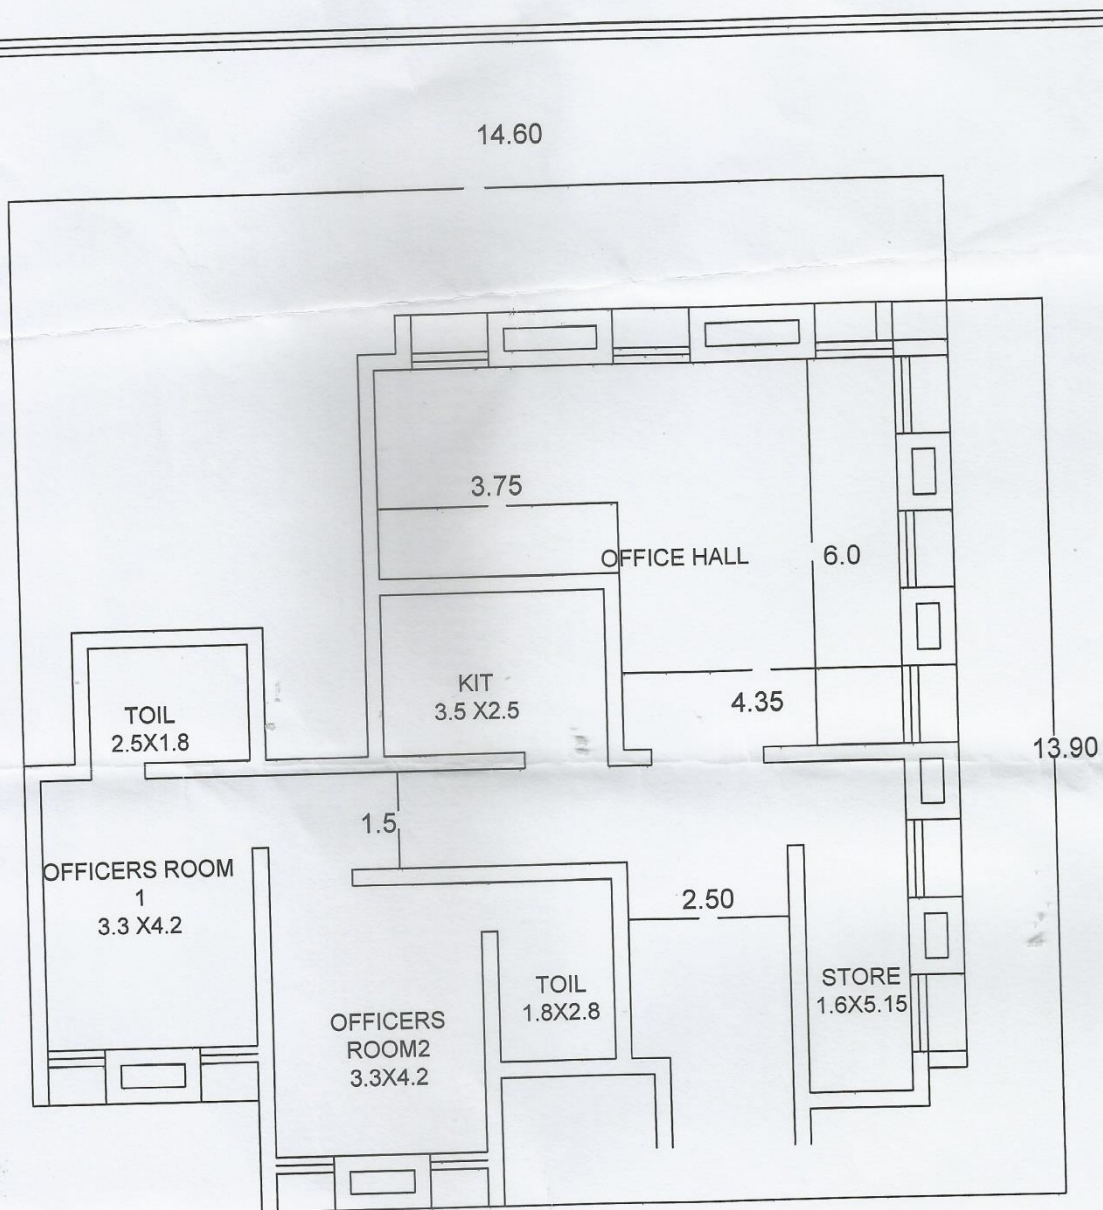 14.60
3.75
OFFICE HALL
6.0
KIT
3.5 X2.5
4.35
TOIL
2.5X1.8
13.90
1.5
OFFICERS ROOM
1
3.3 X4.2
2.50
TOIL
1.8X2.8
STORE
1.6X5.15
OFFICERS
ROOM2
3.3X4.2